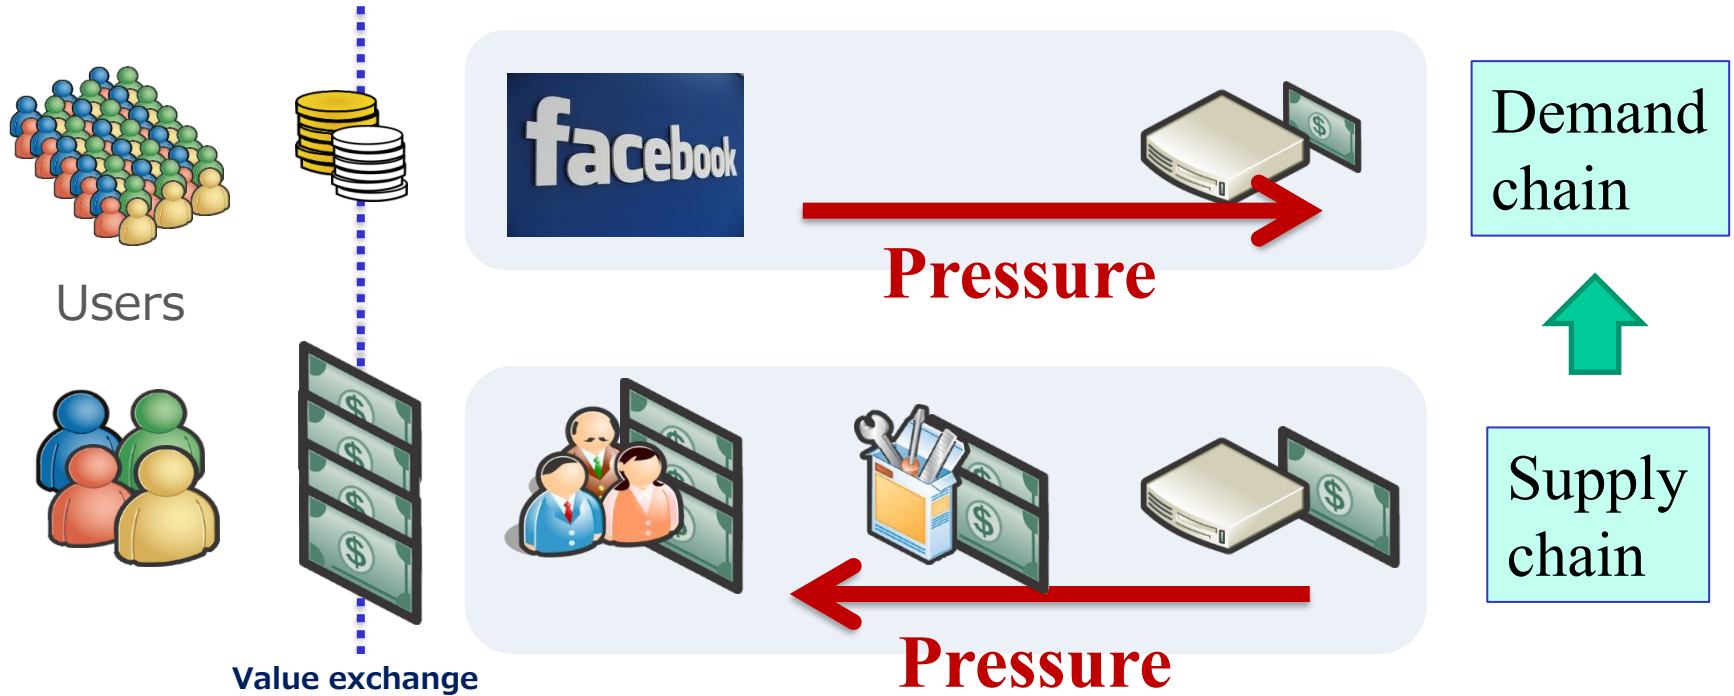 facebook
Demand
chain
$
Pressure
Users
$
$
$
$
$
$
$
Supply
chain
Pressure
Value exchange